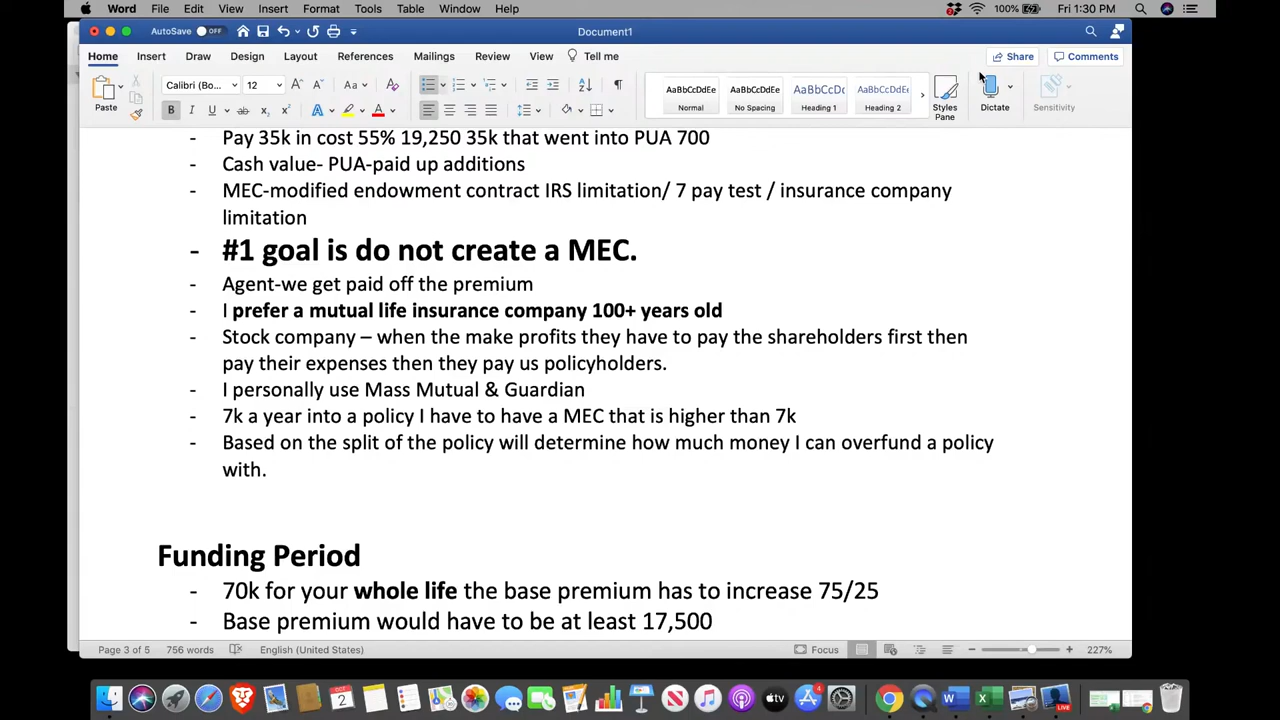 Word File Edit View Insert Format Tools Table Window Help 100% Fri 1:30 PM
AutoSave OFF Document1
Home Insert Draw Design Layout References Mailings Review View Tell me Share Comments
Paste Calibri (Bo... 12 AaBbCcDdEe AaBbCcDdEe AaBbCcDc AaBbCcDdEe
Normal No Spacing Heading 1 Heading 2 Styles Pane Dictate Sensitivity
- Pay 35k in cost 55% 19,250 35k that went into PUA 700
- Cash value- PUA-paid up additions
- MEC-modified endowment contract IRS limitation/ 7 pay test / insurance company
limitation
- #1 goal is do not create a MEC.
- Agent-we get paid off the premium
- I prefer a mutual life insurance company 100+ years old
- Stock company – when the make profits they have to pay the shareholders first then
pay their expenses then they pay us policyholders.
- I personally use Mass Mutual & Guardian
- 7k a year into a policy I have to have a MEC that is higher than 7k
- Based on the split of the policy will determine how much money I can overfund a policy
with.
Funding Period
- 70k for your whole life the base premium has to increase 75/25
- Base premium would have to be at least 17,500
Page 3 of 5 756 words English (United States) Focus 227%